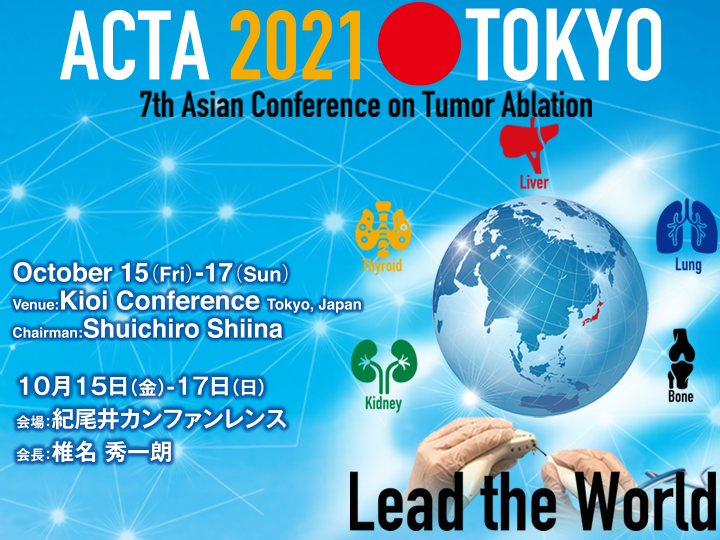 ACTA 2021 TOKYO
7th Asian Conference on Tumor Ablation
Liver
Thyroid
Lung
October 15（Fri）-17（Sun）
Venue:Kioi Conference Tokyo, Japan
Chairman:Shuichiro Shiina
Kidney
Bone
10月15日（金）-17日（日）
会場：紀尾井カンファンレンス
会長：椎名 秀一朗
Lead the World